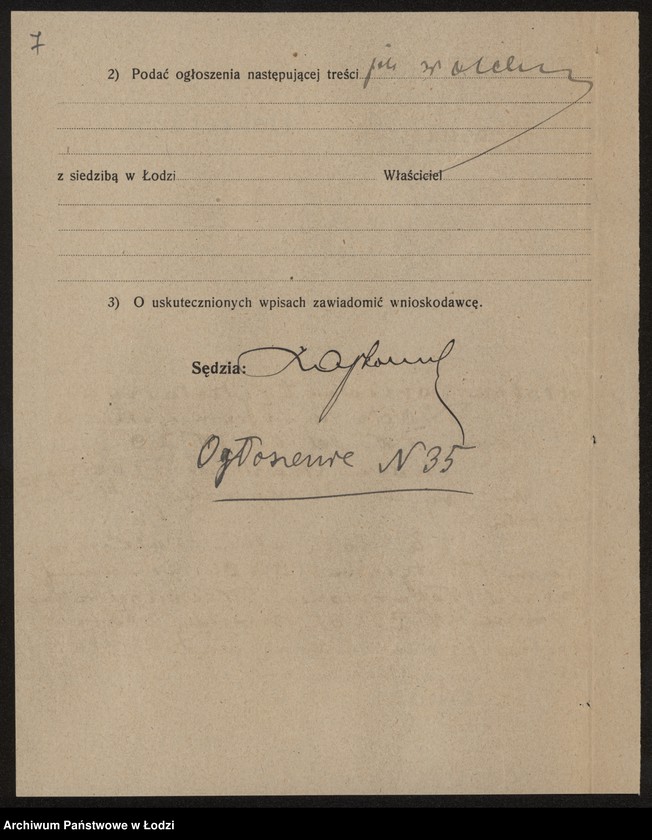 7
2) Podać ogłoszenia następującej treści jak w
z siedzibą w Łodzi Właściciel
3) O uskutecznionych wpisach zawiadomić wnioskodawcę.
Sędzia:
Ogłoszenie N 35
Archiwum Państwowe w Łodzi